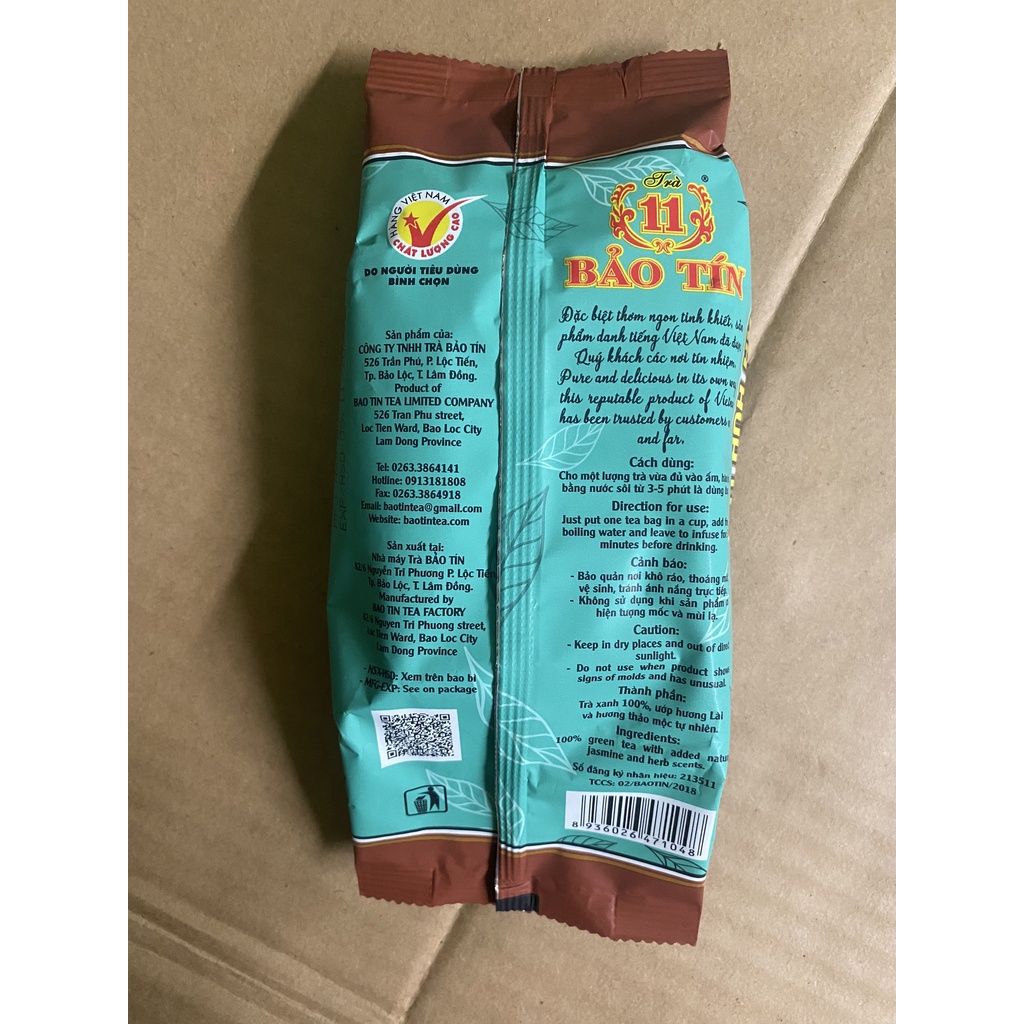 HÀNG VIỆT NAM
CHẤT LƯỢNG CAO
DO NGƯỜI TIÊU DÙNG
BÌNH CHỌN
Sản phẩm của:
CÔNG TY TNHH TRÀ BẢO TÍN
526 Trần Phú, P. Lộc Tiến,
Tp. Bảo Lộc, T. Lâm Đồng.
Product of
BAO TIN TEA LIMITED COMPANY
526 Tran Phu street,
Loc Tien Ward, Bao Loc City
Lam Dong Province
Tel: 0263.3864141
Hotline: 0913181808
Fax: 0263.3864918
Email: baotintea@gmail.com
Website: baotintea.com
Sản xuất tại:
Nhà máy Trà BẢO TÍN
Nguyễn Tri Phương P. Lộc Tiến
Tp. Bảo Lộc, T. Lâm Đồng.
Manufactured by
BAO TIN TEA FACTORY
Nguyen Tri Phuong street,
Loc Tien Ward, Bao Loc City
Lam Dong Province
- NSX-HSD: Xem trên bao bì
- MFG-EXP: See on package
Trà ®
11
BẢO TÍN
Đặc biệt thơm ngon tinh khiết,
phẩm danh tiếng Việt Nam đã
Quý khách các nơi tín nhiệm.
Pure and delicious in its own
this reputable product of
has been trusted by customers
and far.
Cách dùng:
Cho một lượng trà vừa đủ vào ấm,
bằng nước sôi từ 3-5 phút là dùng
Direction for use:
Just put one tea bag in a cup, add
boiling water and leave to infuse for
minutes before drinking.
Cảnh báo:
- Bảo quản nơi khô ráo, thoáng
vệ sinh, tránh ánh nắng trực tiếp.
- Không sử dụng khi sản phẩm
hiện tượng mốc và mùi lạ.
Caution:
- Keep in dry places and out of
sunlight.
- Do not use when product
signs of molds and has unusual
Thành phần:
Trà xanh 100%, ướp hương Lài
và hương thảo mộc tự nhiên.
Ingredients:
100% green tea with added
Jasmine and herb scents.
Số đăng ký nhãn hiệu: 213511
TCCS: 02/BAOTIN/2018
8 936026 471048